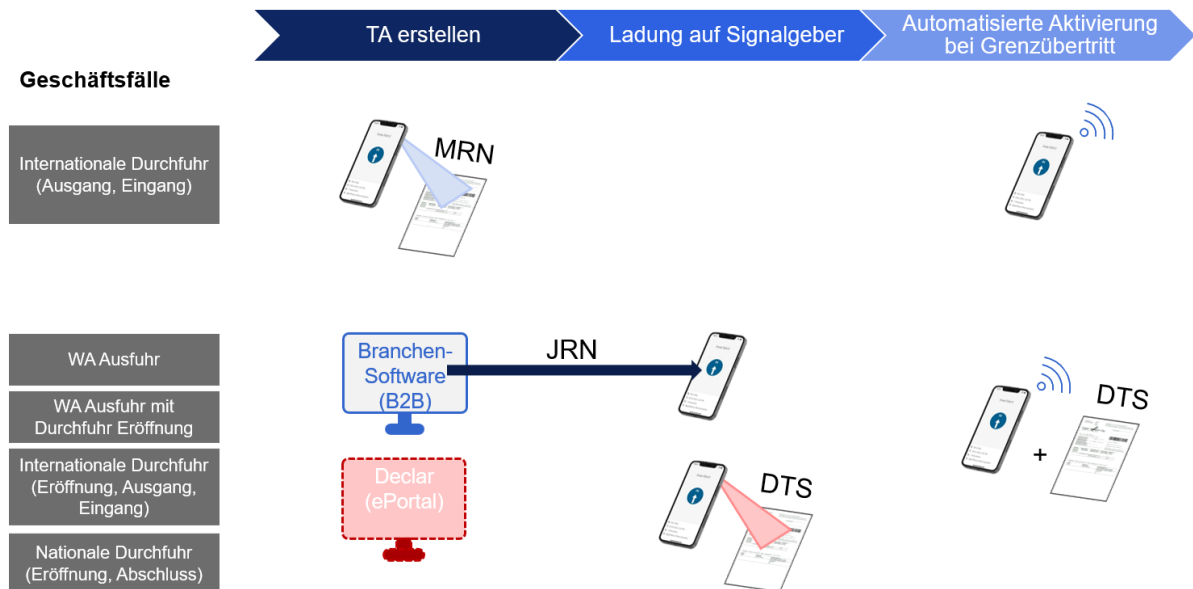 TA erstellen
Ladung auf Signalgeber
Automatisierte Aktivierung
bei Grenzübertritt
Geschäftsfälle
Internationale Durchfuhr
(Ausgang, Eingang)
MRN
WA Ausfuhr
Branchen-
Software
(B2B)
JRN
WA Ausfuhr mit
Durchfuhr Eröffnung
DTS
+
Internationale Durchfuhr
(Eröffnung, Ausgang,
Eingang)
Declar
(ePortal)
DTS
Nationale Durchfuhr
(Eröffnung, Abschluss)